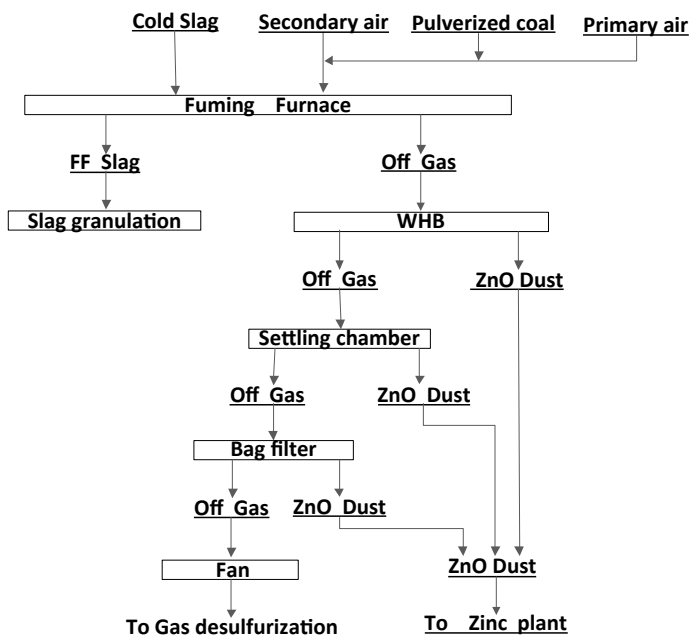 Cold Slag
Secondary air
Pulverized coal
Primary air
Fuming Furnace
FF Slag
Off Gas
Slag granulation
WHB
Off Gas
ZnO Dust
Settling chamber
Off Gas
ZnO Dust
Bag filter
Off Gas
ZnO Dust
Fan
ZnO Dust
To Gas desulfurization
To Zinc plant